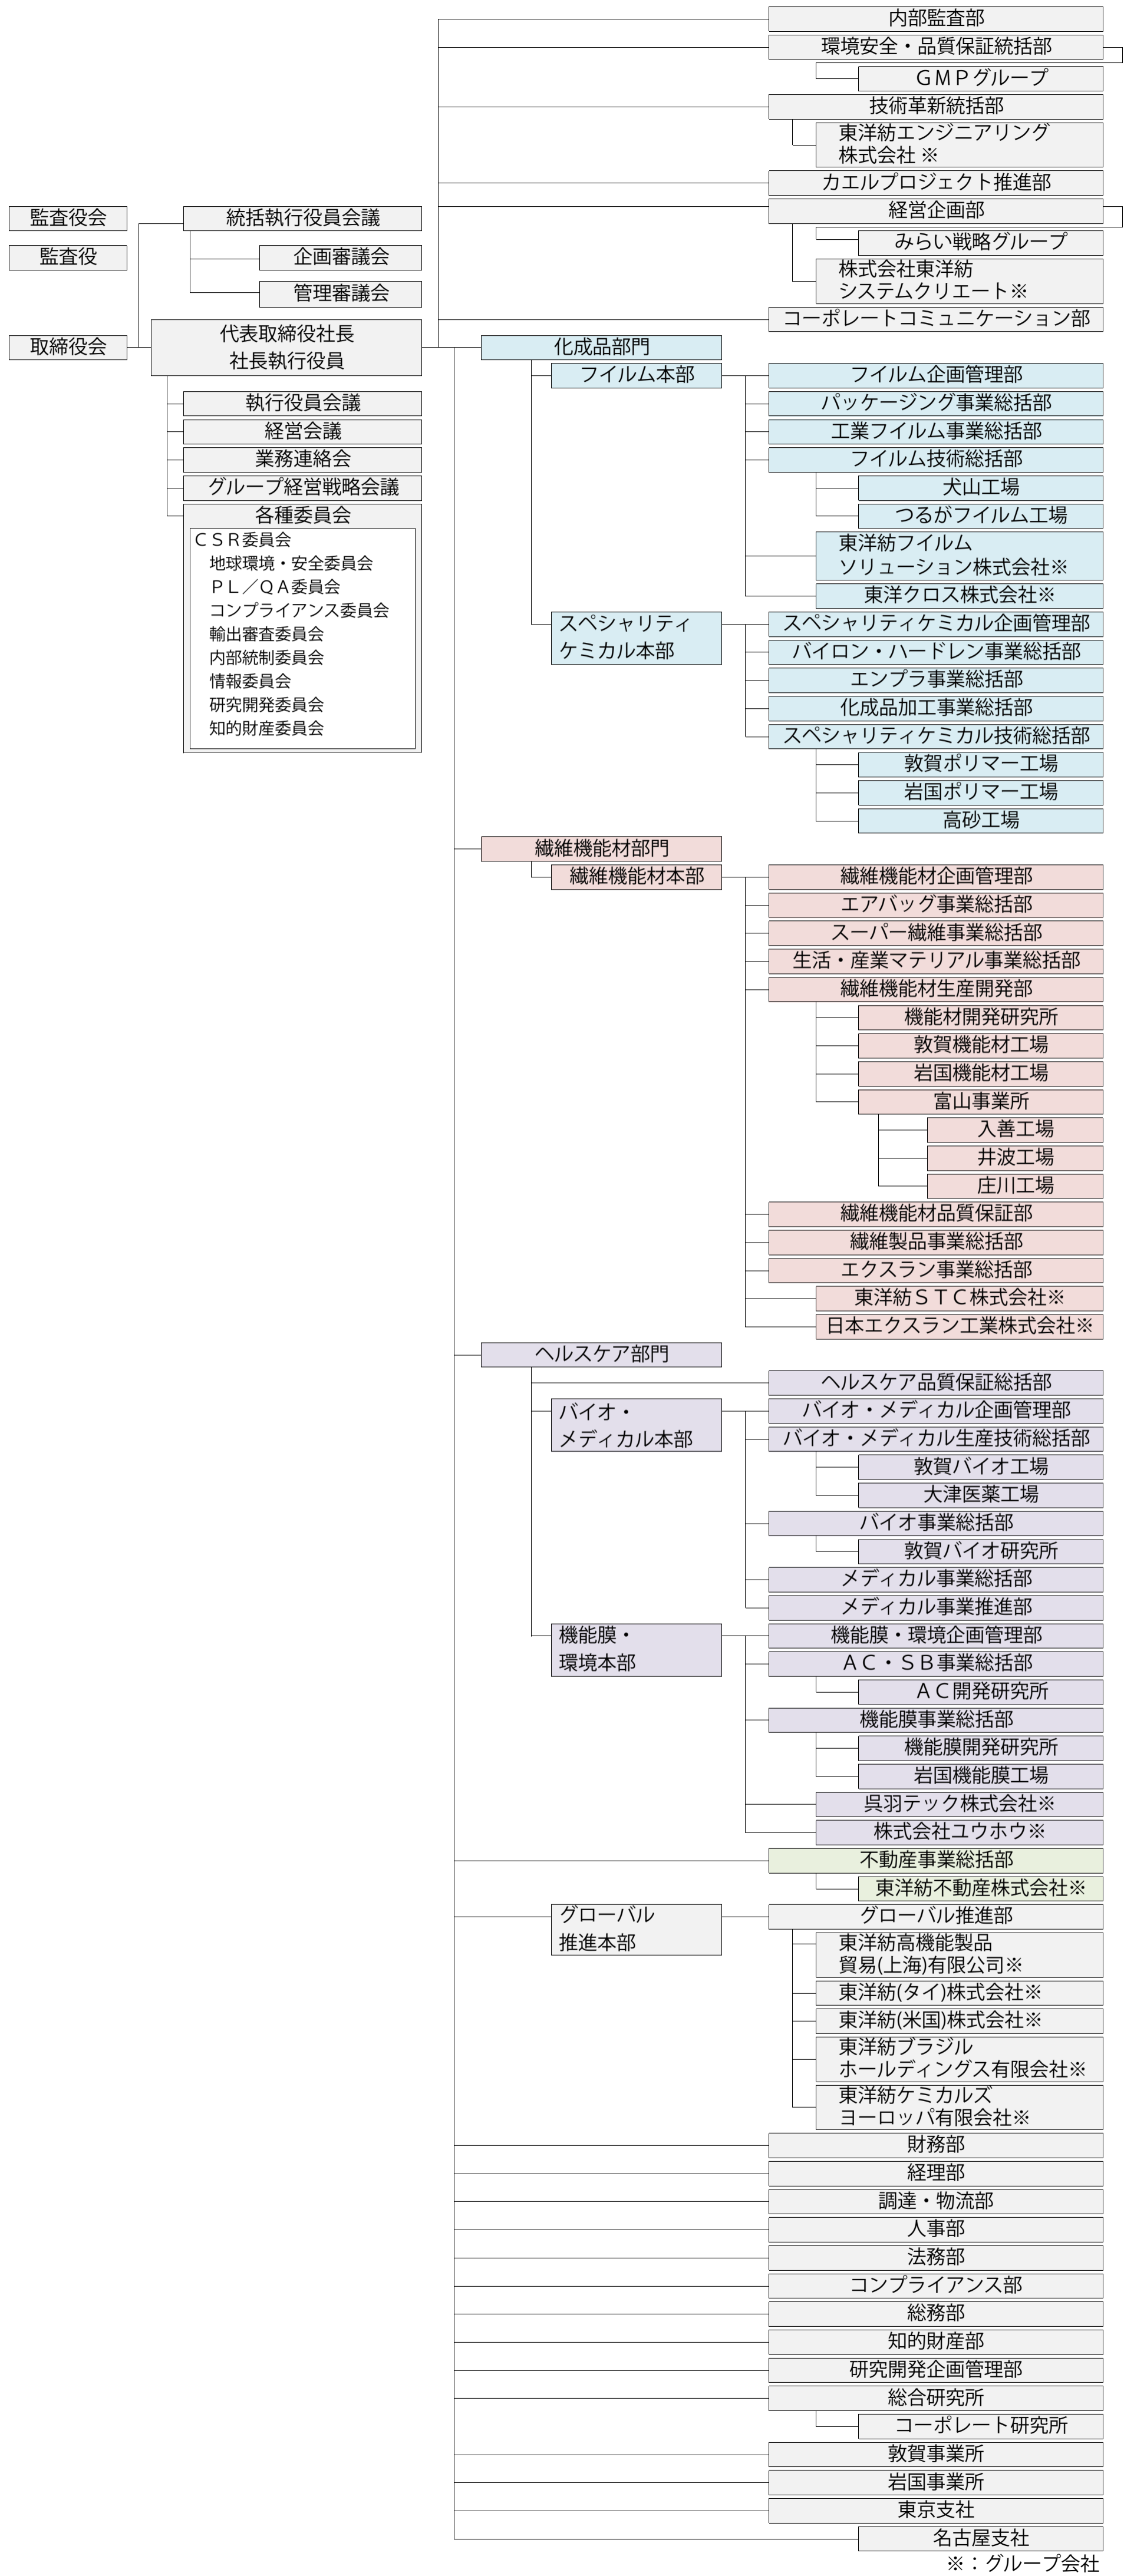 内部監査部
環境安全・品質保証統括部
ＧＭＰグループ
技術革新統括部
東洋紡エンジニアリング
株式会社 ※
カエルプロジェクト推進部
監査役会
統括執行役員会議
経営企画部
監査役
企画審議会
みらい戦略グループ
管理審議会
株式会社東洋紡
システムクリエート※
コーポレートコミュニケーション部
取締役会
代表取締役社長
社長執行役員
執行役員会議
経営会議
業務連絡会
グループ経営戦略会議
各種委員会
ＣＳＲ委員会
地球環境・安全委員会
ＰＬ／ＱＡ委員会
コンプライアンス委員会
輸出審査委員会
内部統制委員会
情報委員会
研究開発委員会
知的財産委員会
化成品部門
フイルム本部
フイルム企画管理部
パッケージング事業総括部
工業フイルム事業総括部
フイルム技術総括部
犬山工場
つるがフイルム工場
東洋紡フイルム
ソリューション株式会社※
東洋クロス株式会社※
スペシャリティ
ケミカル本部
スペシャリティケミカル企画管理部
バイロン・ハードレン事業総括部
エンプラ事業総括部
化成品加工事業総括部
スペシャリティケミカル技術総括部
敦賀ポリマー工場
岩国ポリマー工場
高砂工場
繊維機能材部門
繊維機能材本部
繊維機能材企画管理部
エアバッグ事業総括部
スーパー繊維事業総括部
生活・産業マテリアル事業総括部
繊維機能材生産開発部
機能材開発研究所
敦賀機能材工場
岩国機能材工場
富山事業所
入善工場
井波工場
庄川工場
繊維機能材品質保証部
繊維製品事業総括部
エクスラン事業総括部
東洋紡ＳＴＣ株式会社※
日本エクスラン工業株式会社※
ヘルスケア部門
ヘルスケア品質保証総括部
バイオ・
メディカル本部
バイオ・メディカル企画管理部
バイオ・メディカル生産技術総括部
敦賀バイオ工場
大津医薬工場
バイオ事業総括部
敦賀バイオ研究所
メディカル事業総括部
メディカル事業推進部
機能膜・
環境本部
機能膜・環境企画管理部
ＡＣ・ＳＢ事業総括部
ＡＣ開発研究所
機能膜事業総括部
機能膜開発研究所
岩国機能膜工場
呉羽テック株式会社※
株式会社ユウホウ※
不動産事業総括部
東洋紡不動産株式会社※
グローバル
推進本部
グローバル推進部
東洋紡高機能製品
貿易(上海)有限公司※
東洋紡(タイ)株式会社※
東洋紡(米国)株式会社※
東洋紡ブラジル
ホールディングス有限会社※
東洋紡ケミカルズ
ヨーロッパ有限会社※
財務部
経理部
調達・物流部
人事部
法務部
コンプライアンス部
総務部
知的財産部
研究開発企画管理部
総合研究所
コーポレート研究所
敦賀事業所
岩国事業所
東京支社
名古屋支社
※：グループ会社